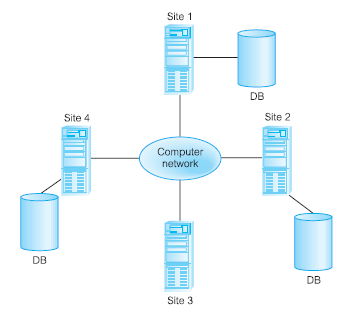 Site 1
DB
Site 4
Site 2
Computer
network
DB
DB
Site 3